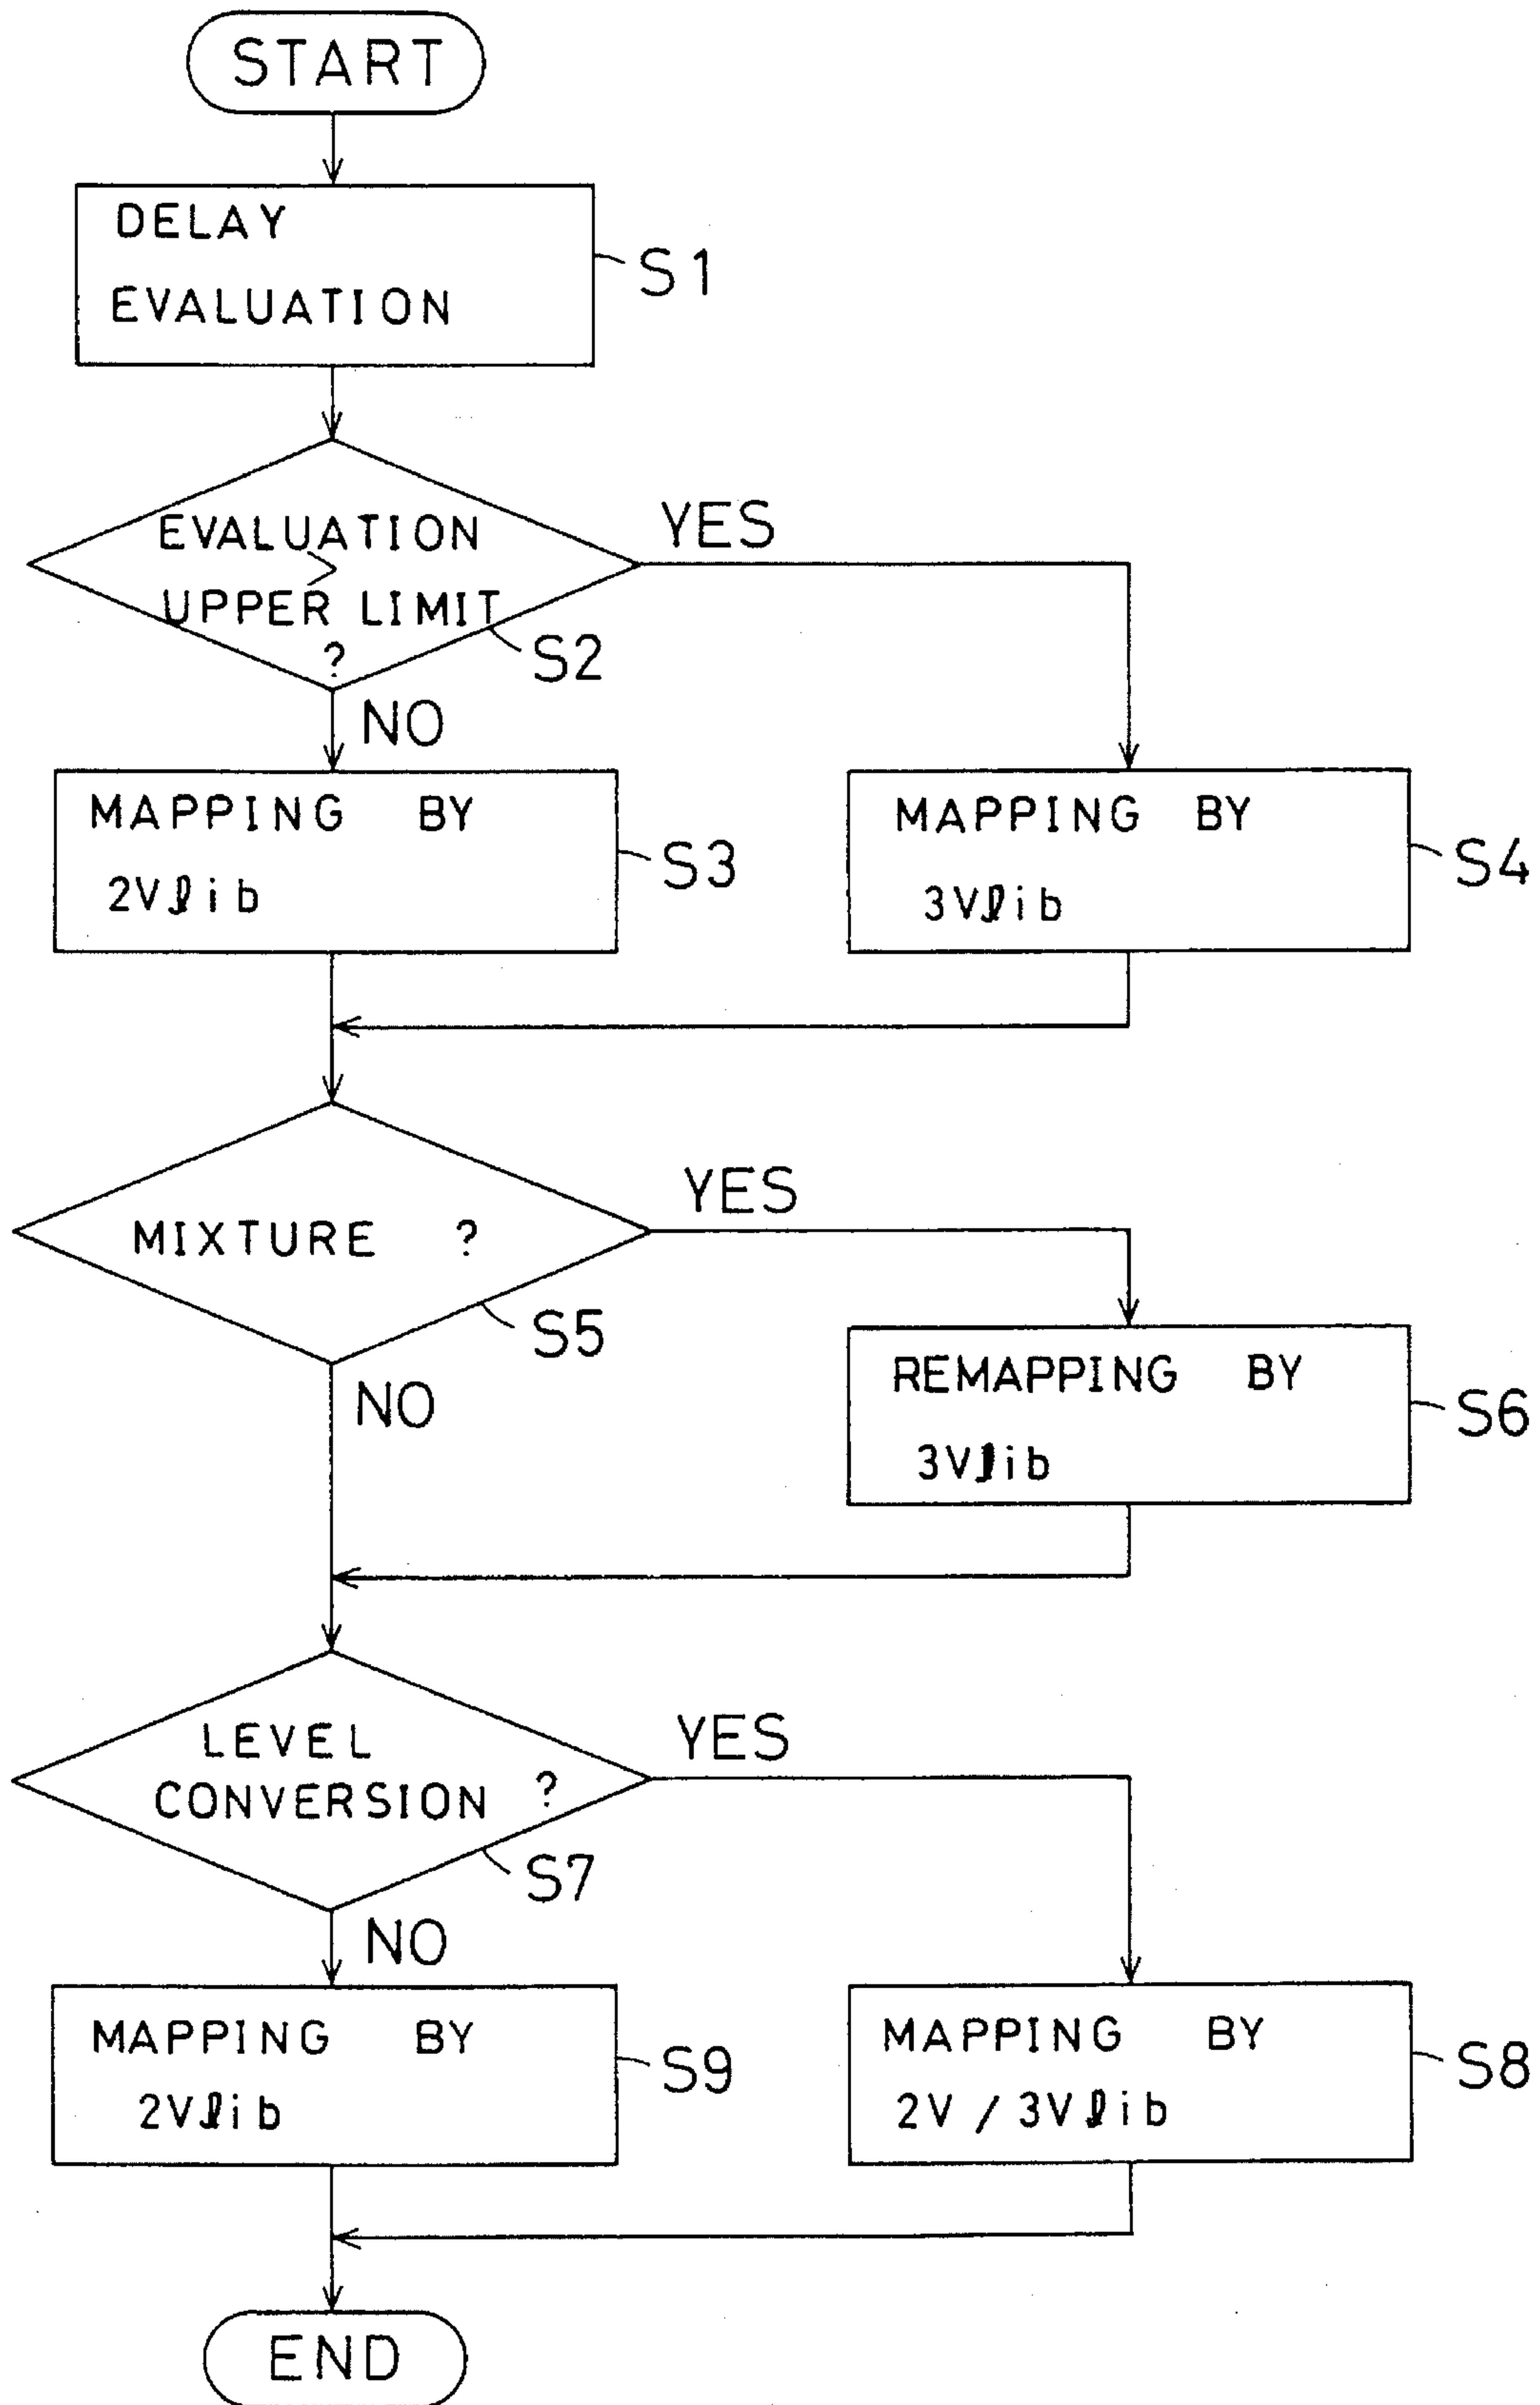 START
DELAY
EVALUATION
S1
EVALUATION
>
UPPER LIMIT
?
S2
YES
NO
MAPPING BY
2Vlib
S3
MAPPING BY
3Vlib
S4
MIXTURE ?
YES
S5
NO
REMAPPING BY
3Vlib
S6
LEVEL
CONVERSION ?
YES
S7
NO
MAPPING BY
2Vlib
S9
MAPPING BY
2V / 3Vlib
S8
END